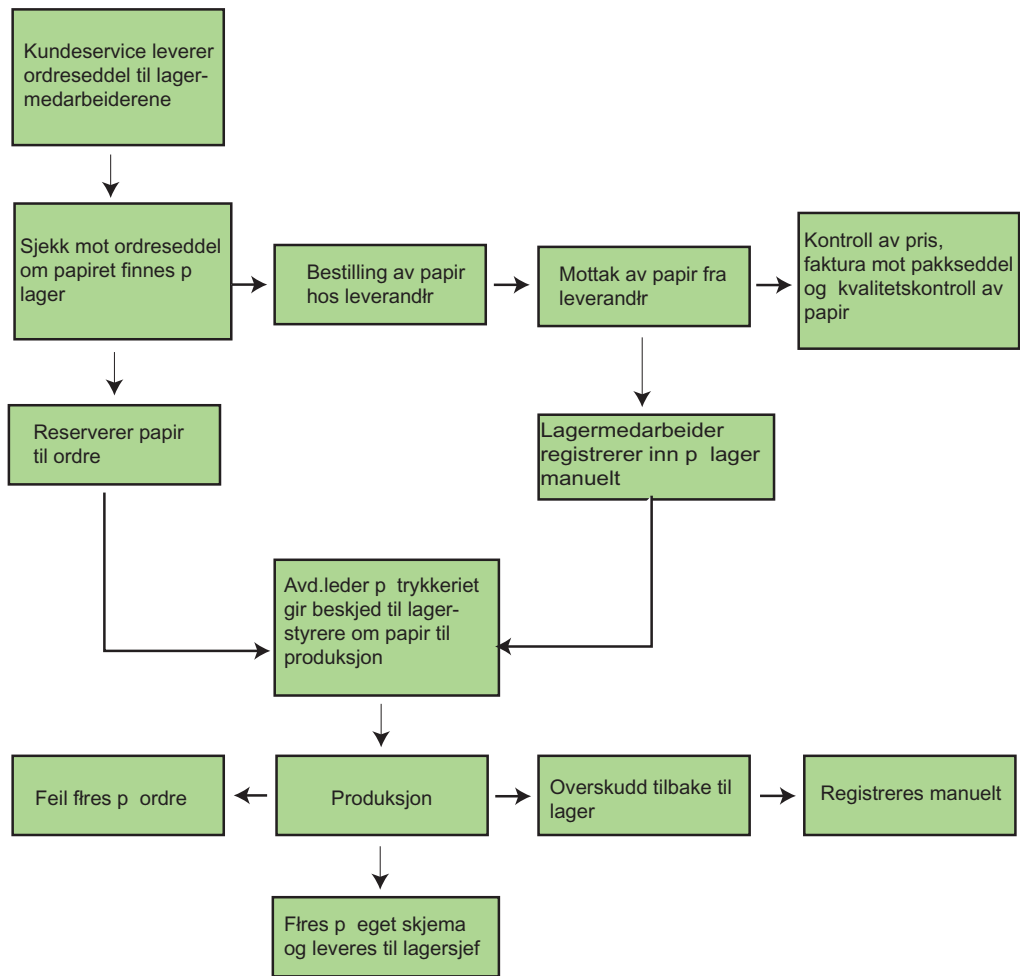 Kundeservice leverer
ordreseddel til lager-
medarbeiderene
Sjekk mot ordreseddel
om papiret finnes p
lager
Bestilling av papir
hos leverandłr
Mottak av papir fra
leverandłr
Kontroll av pris,
faktura mot pakkseddel
og kvalitetskontroll av
papir
Reserverer papir
til ordre
Lagermedarbeider
registrerer inn p lager
manuelt
Avd.leder p trykkeriet
gir beskjed til lager-
styrere om papir til
produksjon
Feil fłres p ordre
Produksjon
Overskudd tilbake til
lager
Registreres manuelt
Fłres p eget skjema
og leveres til lagersjef